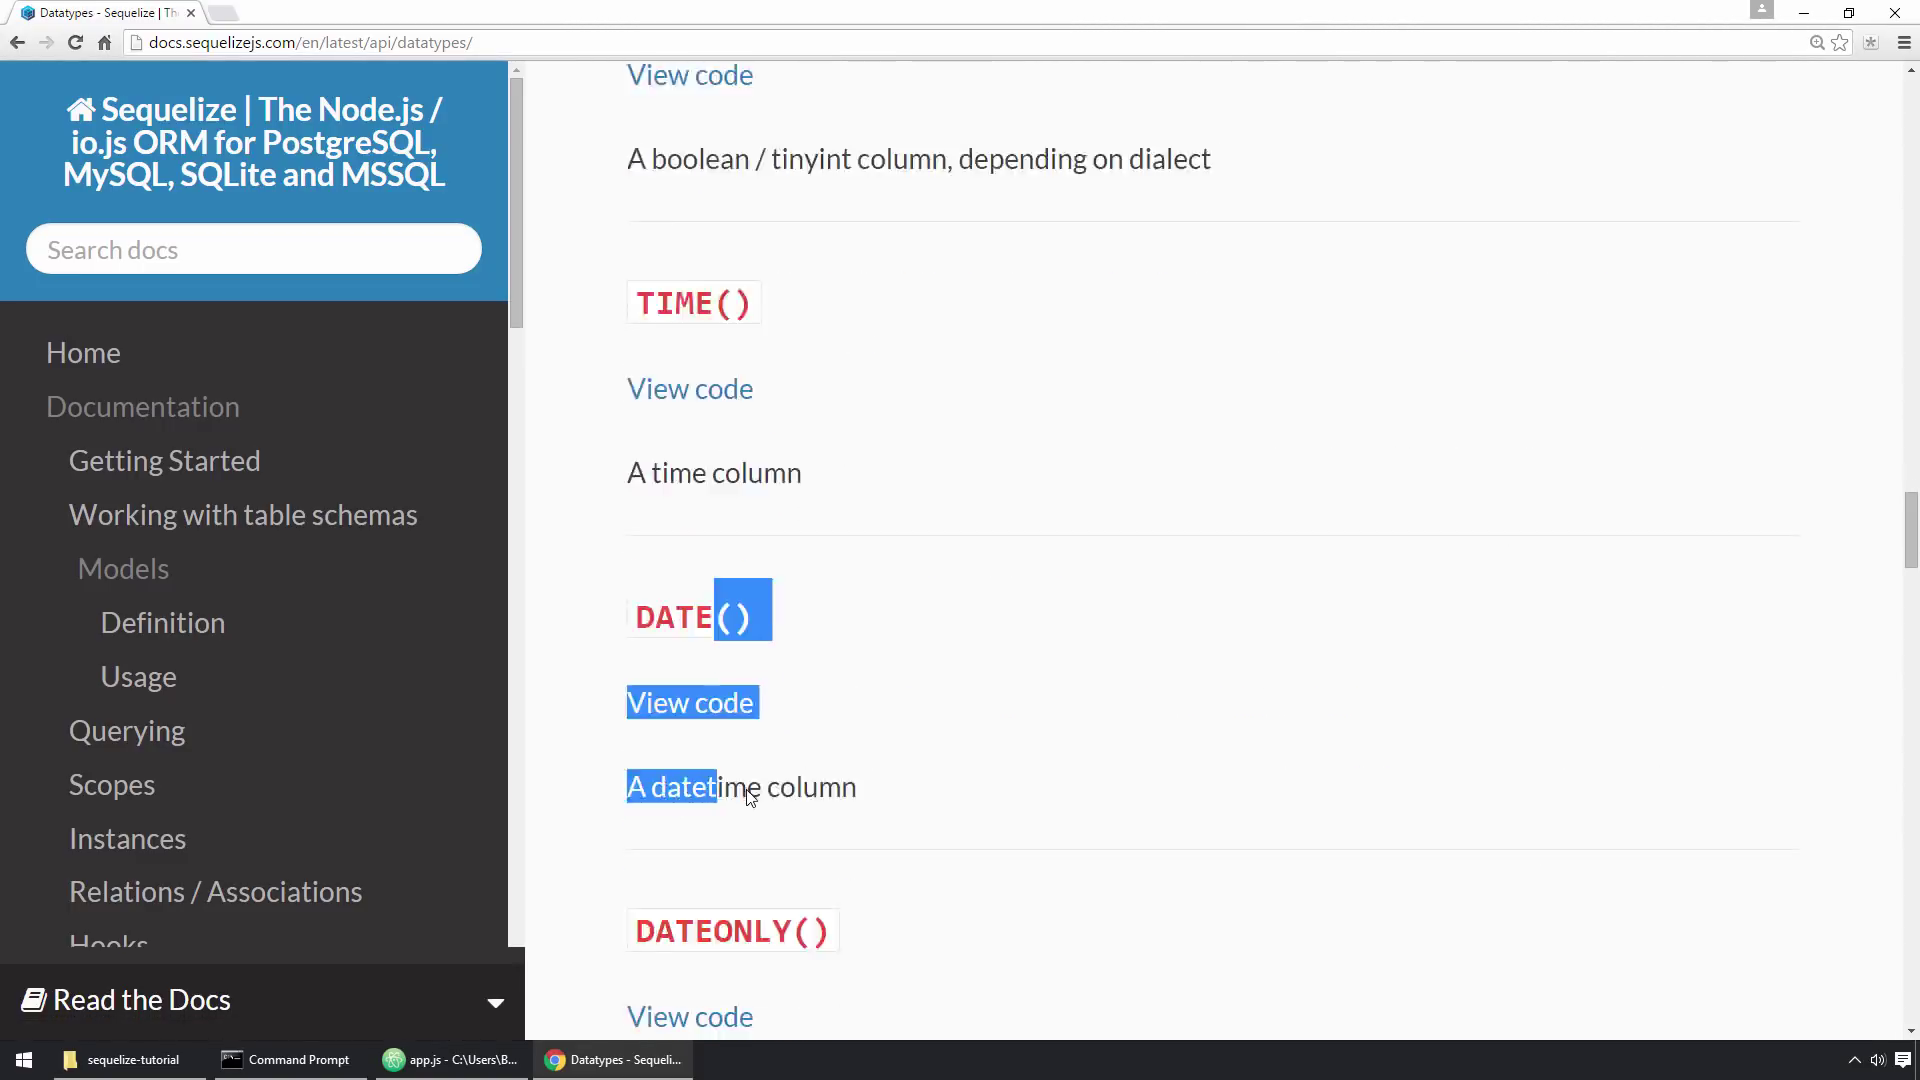 Datatypes - Sequelize | Th
docs.sequelizejs.com/en/latest/api/datatypes/
Sequelize | The Node.js /
io.js ORM for PostgreSQL,
MySQL, SQLite and MSSQL
Search docs
Home
Documentation
Getting Started
Working with table schemas
Models
Definition
Usage
Querying
Scopes
Instances
Relations / Associations
Hooks
Read the Docs
View code
A boolean / tinyint column, depending on dialect
TIME()
View code
A time column
DATE()
View code
A datetime column
DATEONLY()
View code
sequelize-tutorial
Command Prompt
app.js - C:\Users\B...
Datatypes - Sequeli...